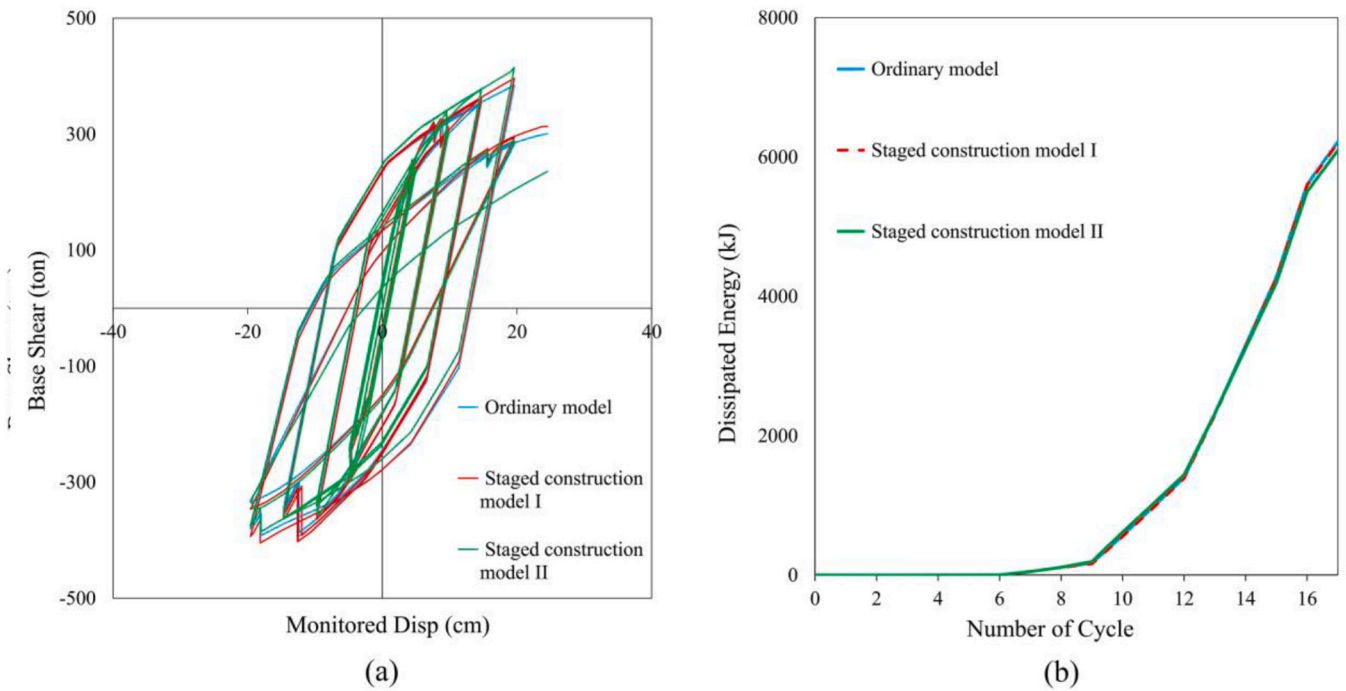 500
300
100
-100
-300
-500
-40
-20
0
20
40
Base Shear (ton)
Monitored Disp (cm)
Ordinary model
Staged construction
model I
Staged construction
model II
(a)
8000
6000
4000
2000
0
0
2
4
6
8
10
12
14
16
Dissipated Energy (kJ)
Number of Cycle
Ordinary model
Staged construction model I
Staged construction model II
(b)